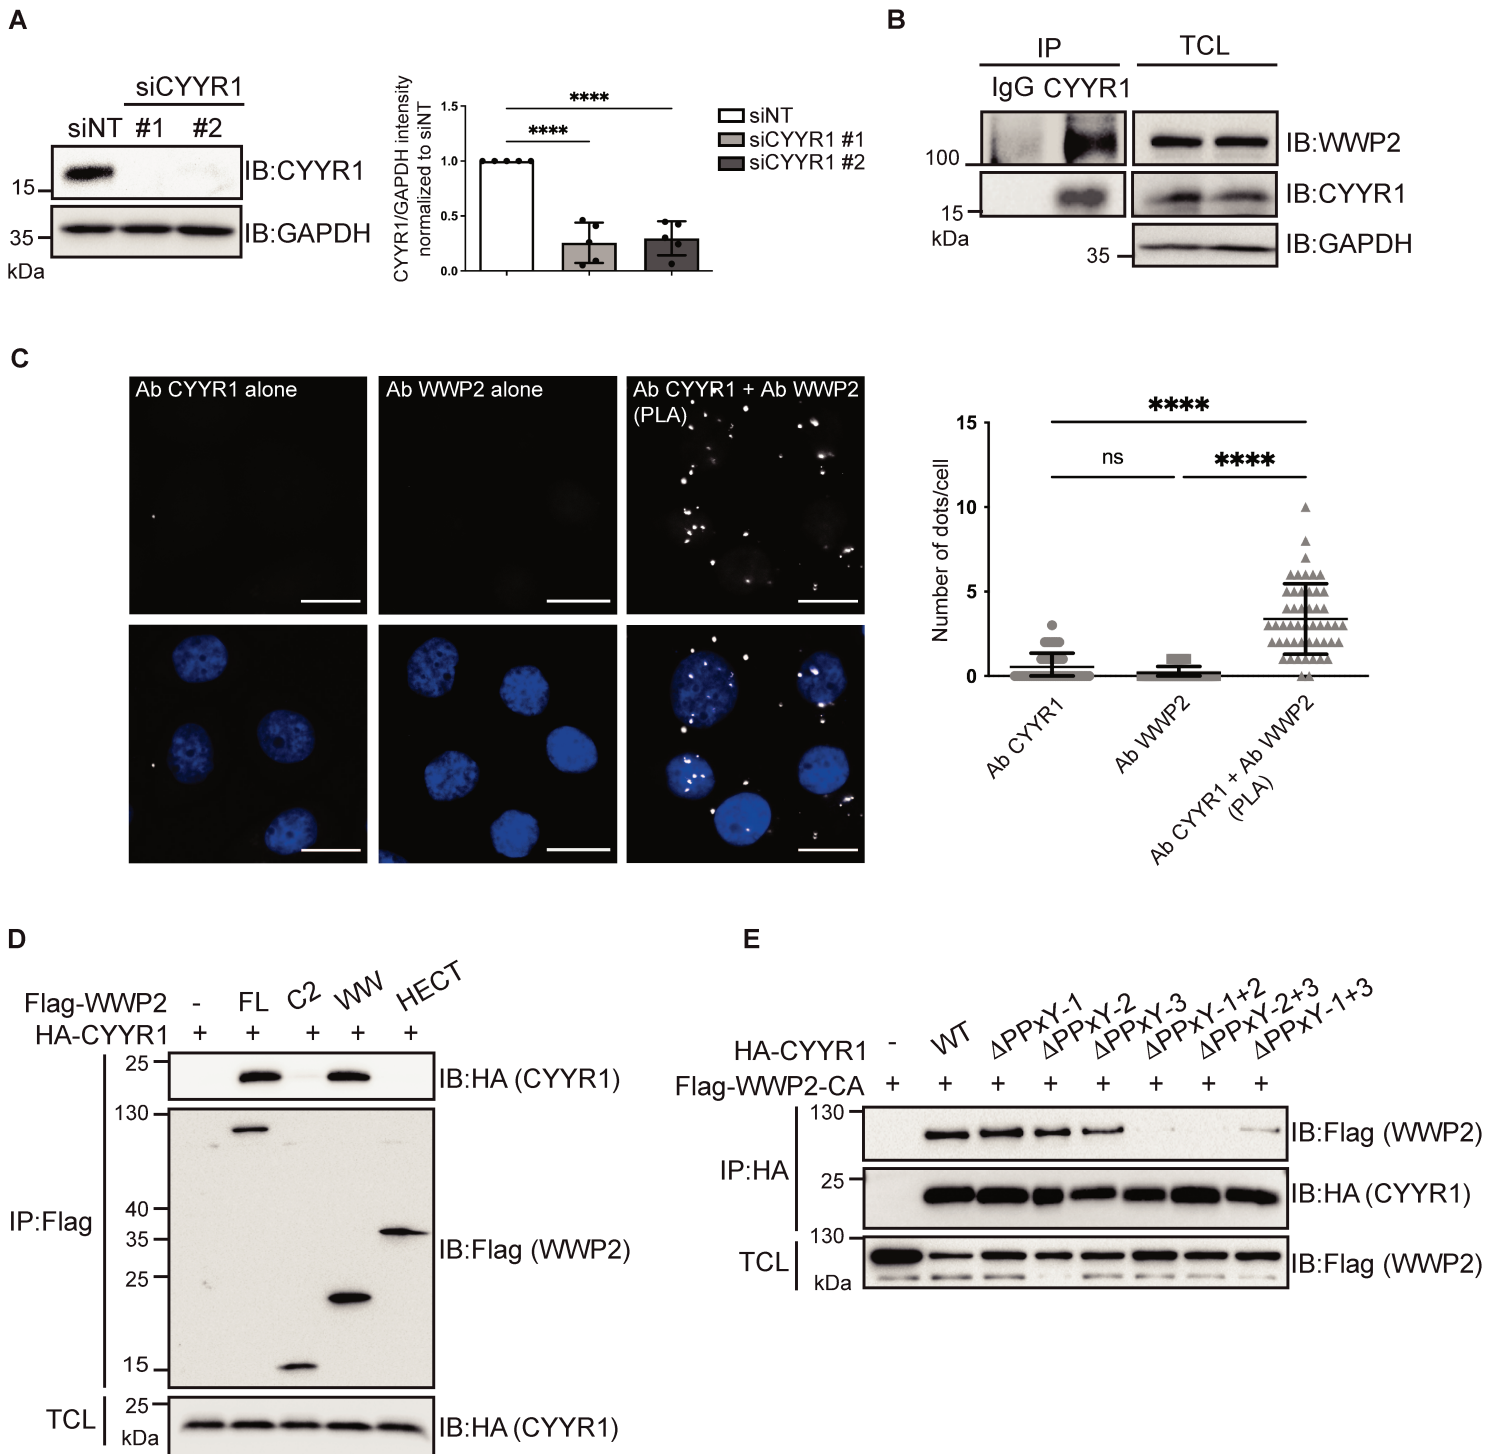 A
siCYYR1
siNT #1 #2
IB:CYYR1
15
IB:GAPDH
35
kDa
CYYR1/GAPDH intensity
normalized to siNT
1.5
1.0
0.5
0.0
****
****
siNT
siCYYR1 #1
siCYYR1 #2
B
IP TCL
IgG CYYR1
IB:WWP2
100
IB:CYYR1
15
kDa
IB:GAPDH
35
C
Ab CYYR1 alone
Ab WWP2 alone
Ab CYYR1 + Ab WWP2
(PLA)
Number of dots/cell
15
10
5
0
****
ns
****
Ab CYYR1
Ab WWP2
Ab CYYR1 + Ab WWP2
(PLA)
D
Flag-WWP2 - FL C2 WW HECT
HA-CYYR1 + + + + +
IP:Flag
25
IB:HA (CYYR1)
130
40
35
25
15
IB:Flag (WWP2)
TCL
25
kDa
IB:HA (CYYR1)
E
HA-CYYR1 - WT ΔPPxY-1 ΔPPxY-2 ΔPPxY-3 ΔPPxY-1+2 ΔPPxY-2+3 ΔPPxY-1+3
Flag-WWP2-CA + + + + + + + +
IP:HA
130
IB:Flag (WWP2)
25
IB:HA (CYYR1)
TCL
130
kDa
IB:Flag (WWP2)